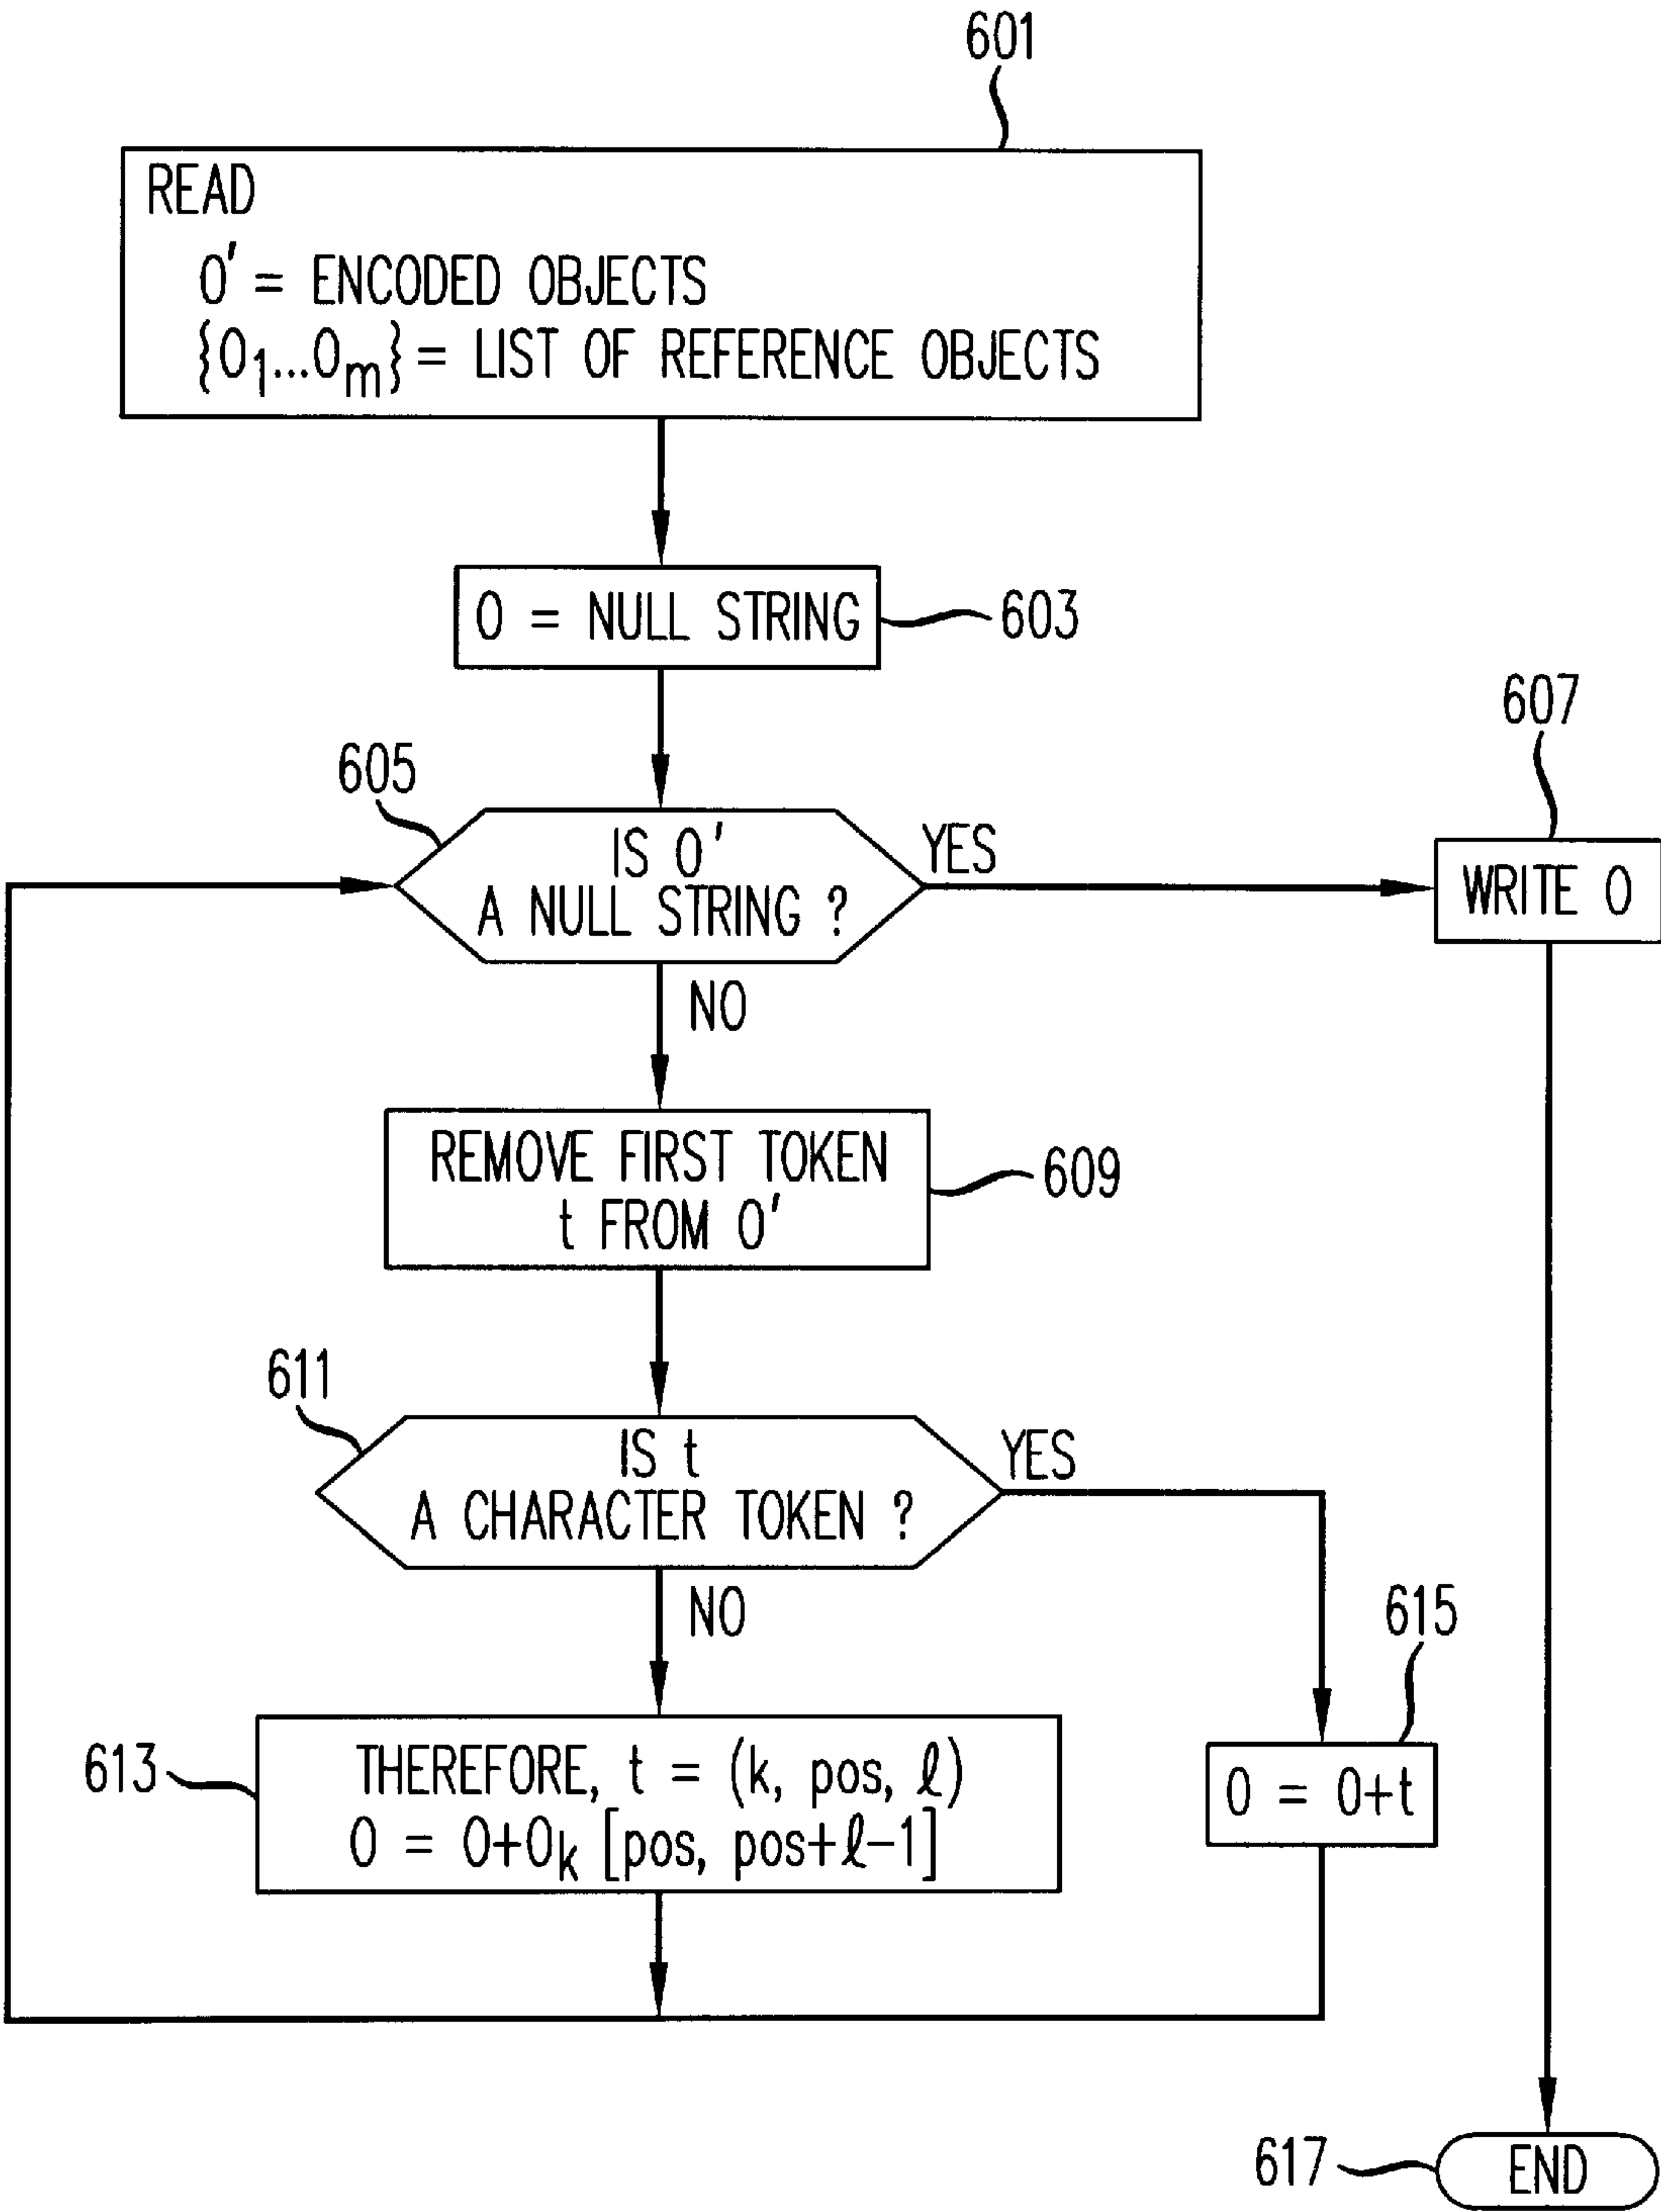 601
READ
O' = ENCODED OBJECTS
{O1...Om} = LIST OF REFERENCE OBJECTS
O = NULL STRING
603
607
605
IS O'
A NULL STRING ?
YES
WRITE O
NO
REMOVE FIRST TOKEN
t FROM O'
609
611
IS t
A CHARACTER TOKEN ?
YES
NO
615
613
THEREFORE, t = (k, pos, ℓ)
O = O+Ok [pos, pos+ℓ-1]
O = O+t
617
END